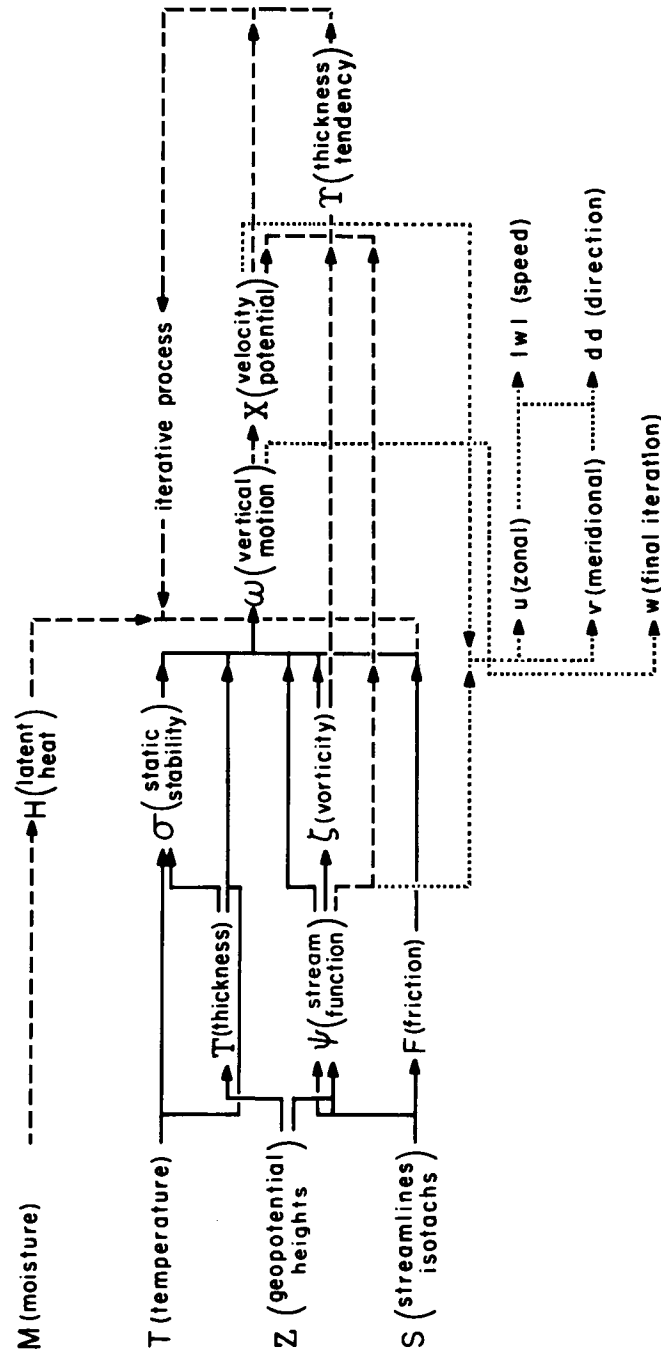 M (moisture)
H (latent
heat)
iterative process
T (temperature)
σ (static
stability)
ϒ (thickness)
ω (vertical
motion)
Χ (velocity
potential)
ϒ (thickness
tendency)
Z (geopotential
heights)
ψ (stream
function)
ζ (vorticity)
S (streamlines
isotachs)
F (friction)
u (zonal)
|w| (speed)
v (meridional)
dd (direction)
w (final iteration)